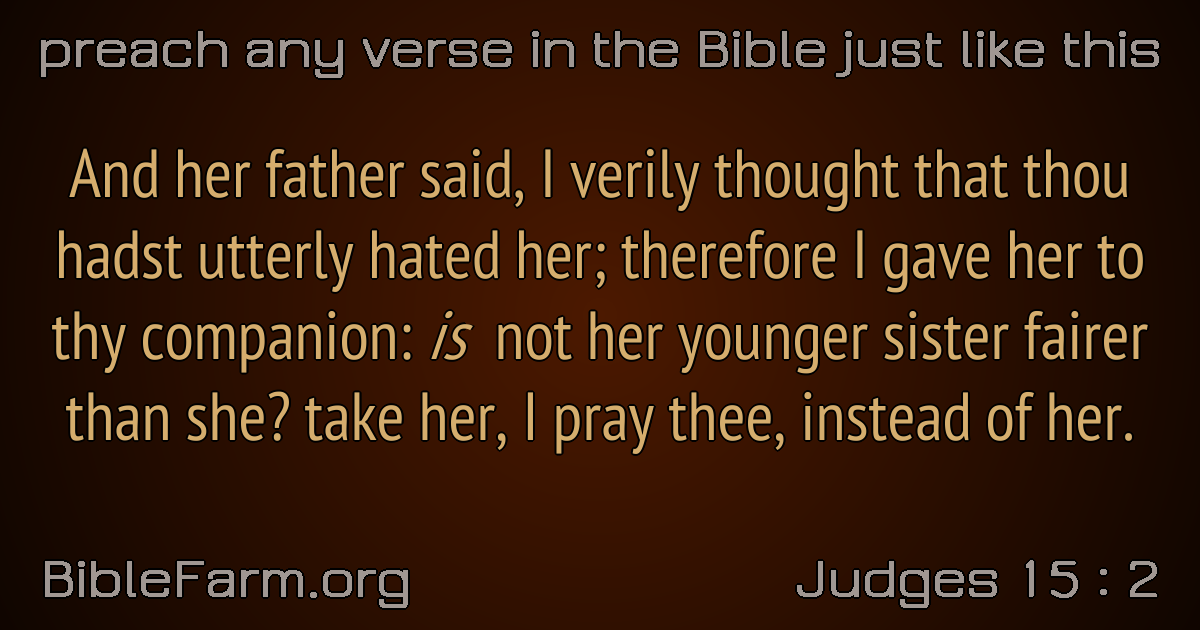 preach any verse in the Bible just like this
And her father said, I verily thought that thou
hadst utterly hated her; therefore I gave her to
thy companion: is not her younger sister fairer
than she? take her, I pray thee, instead of her.
BibleFarm.org
Judges 15 : 2